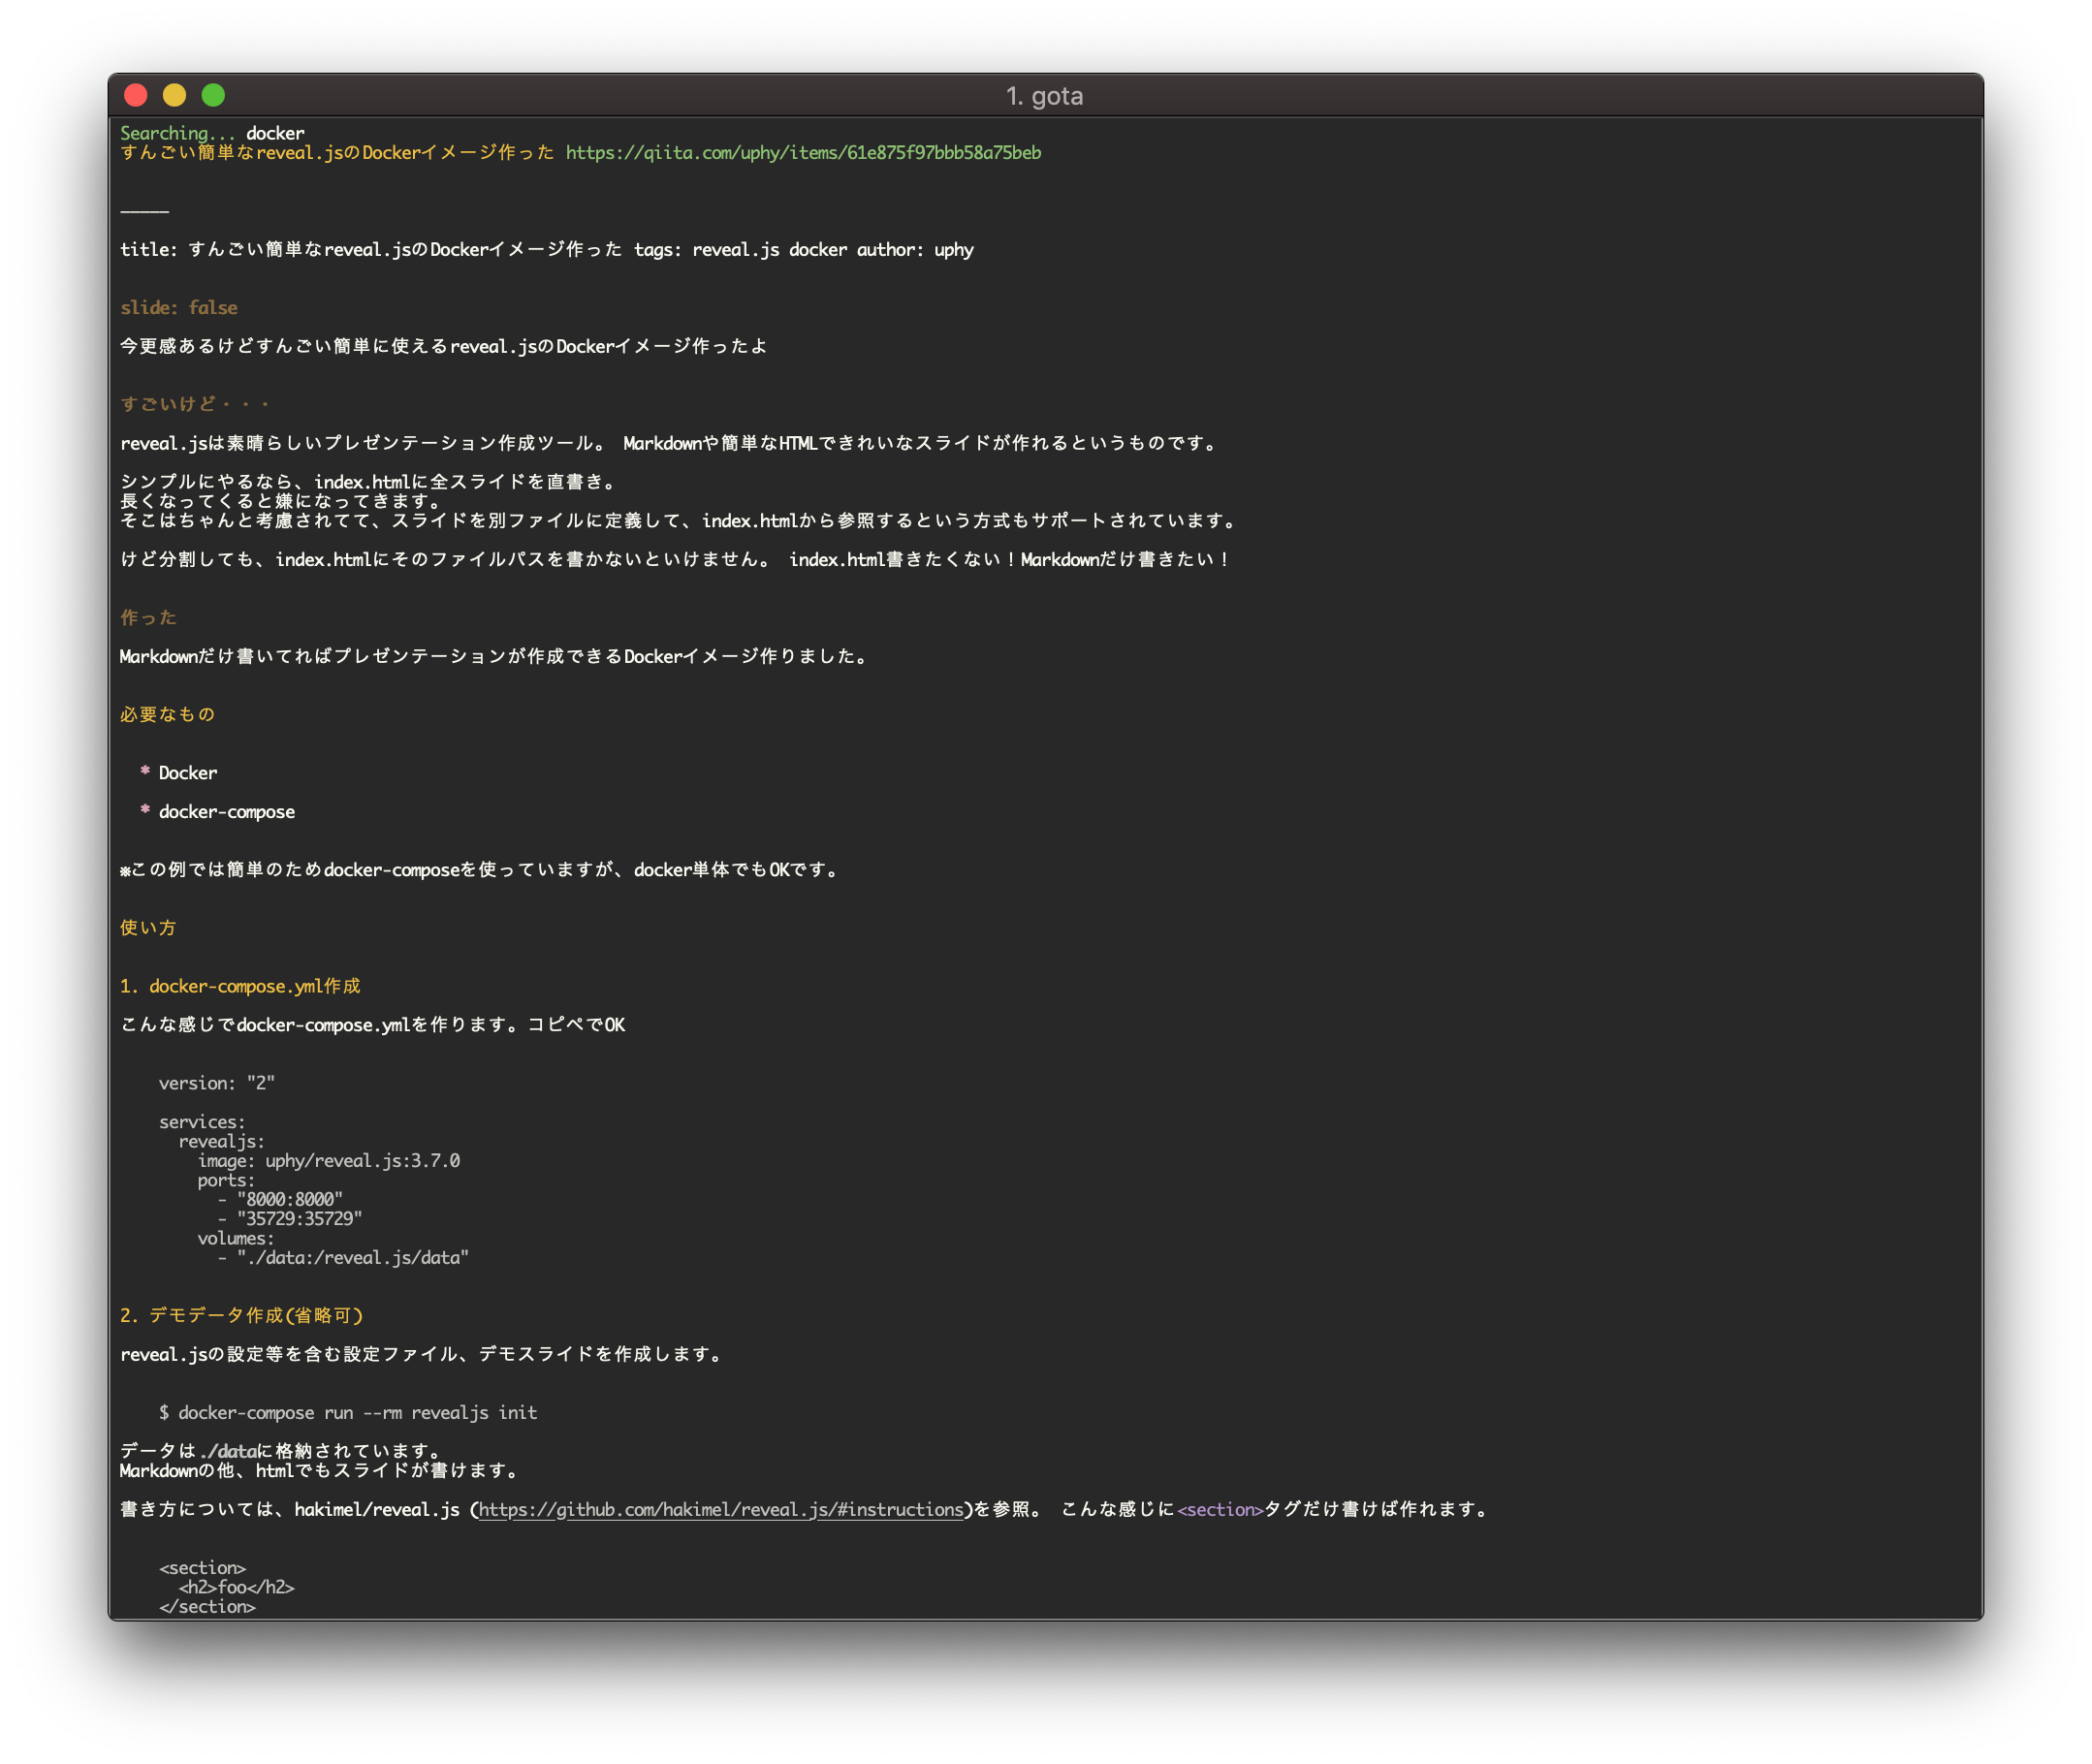 1. gota
Searching... docker
すんごい簡単なreveal.jsのDockerイメージ作った https://qiita.com/uphy/items/61e875f97bbb58a75beb
_____
title: すんごい簡単なreveal.jsのDockerイメージ作った tags: reveal.js docker author: uphy
slide: false
今更感あるけどすんごい簡単に使えるreveal.jsのDockerイメージ作ったよ
すごいけど・・・
reveal.jsは素晴らしいプレゼンテーション作成ツール。 Markdownや簡単なHTMLできれいなスライドが作れるというものです。
シンプルにやるなら、index.htmlに全スライドを直書き。
長くなってくると嫌になってきます。
そこはちゃんと考慮されてて、スライドを別ファイルに定義して、index.htmlから参照するという方式もサポートされています。
けど分割しても、index.htmlにそのファイルパスを書かないといけません。 index.html書きたくない！Markdownだけ書きたい！
作った
Markdownだけ書いてればプレゼンテーションが作成できるDockerイメージ作りました。
必要なもの
* Docker
* docker-compose
※この例では簡単のためdocker-composeを使っていますが、docker単体でもOKです。
使い方
1. docker-compose.yml作成
こんな感じでdocker-compose.ymlを作ります。コピペでOK
version: "2"
services:
revealjs:
image: uphy/reveal.js:3.7.0
ports:
- "8000:8000"
- "35729:35729"
volumes:
- "./data:/reveal.js/data"
2. デモデータ作成(省略可)
reveal.jsの設定等を含む設定ファイル、デモスライドを作成します。
$ docker-compose run --rm revealjs init
データは./dataに格納されています。
Markdownの他、htmlでもスライドが書けます。
書き方については、hakimel/reveal.js (https://github.com/hakimel/reveal.js/#instructions)を参照。 こんな感じに<section>タグだけ書けば作れます。
<section>
<h2>foo</h2>
</section>